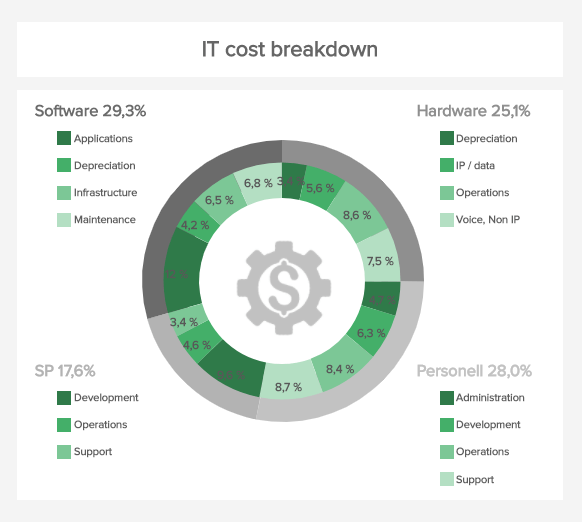 IT cost breakdown
Software 29,3%
Applications
Depreciation
Infrastructure
Maintenance
Hardware 25,1%
Depreciation
IP / data
Operations
Voice, Non IP
6,8 %
5,6 %
6,5 %
8,6 %
4,2 %
7,5 %
6,3 %
3,4 %
4,6 %
8,4 %
8,7 %
$
SP 17,6%
Development
Operations
Support
Personell 28,0%
Administration
Development
Operations
Support